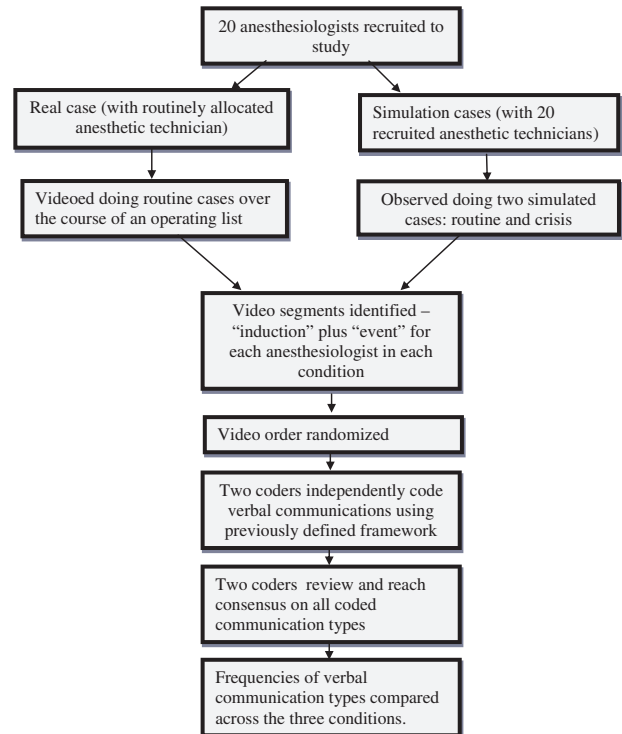 20 anesthesiologists recruited to
study
Real case (with routinely allocated
anesthetic technician)
Simulation cases (with 20
recruited anesthetic technicians)
Videoed doing routine cases over
the course of an operating list
Observed doing two simulated
cases: routine and crisis
Video segments identified –
“induction” plus “event” for
each anesthesiologist in each
condition
Video order randomized
Two coders independently code
verbal communications using
previously defined framework
Two coders review and reach
consensus on all coded
communication types
Frequencies of verbal
communication types compared
across the three conditions.